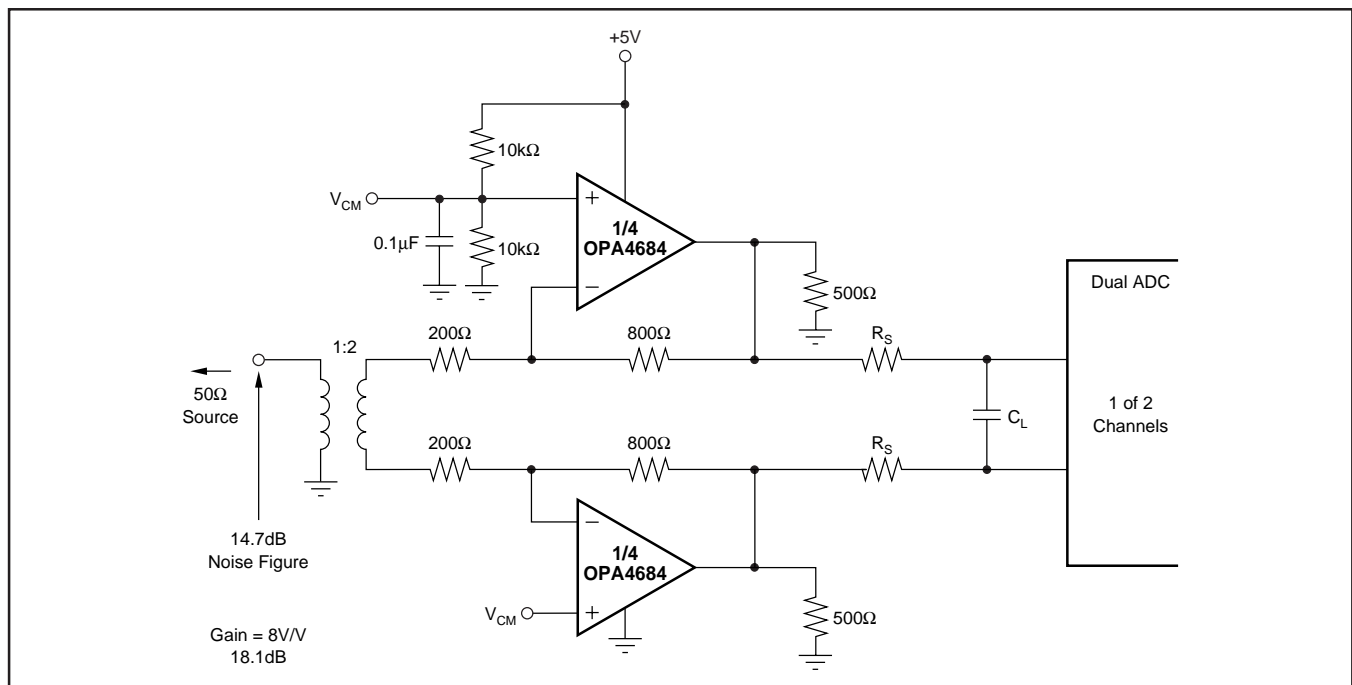 +5V
10kΩ
V_CM
+
1/4
OPA4684
0.1µF
10kΩ
−
500Ω
Dual ADC
200Ω
800Ω
R_S
1:2
50Ω
Source
1 of 2
Channels
C_L
200Ω
800Ω
R_S
−
14.7dB
Noise Figure
1/4
OPA4684
V_CM
+
500Ω
Gain = 8V/V
18.1dB